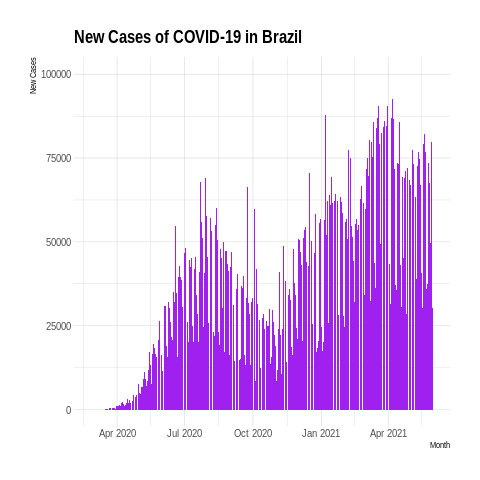 New Cases of COVID-19 in Brazil
New Cases
100000
75000
50000
25000
0
Apr 2020 Jul 2020 Oct 2020 Jan 2021 Apr 2021
Month